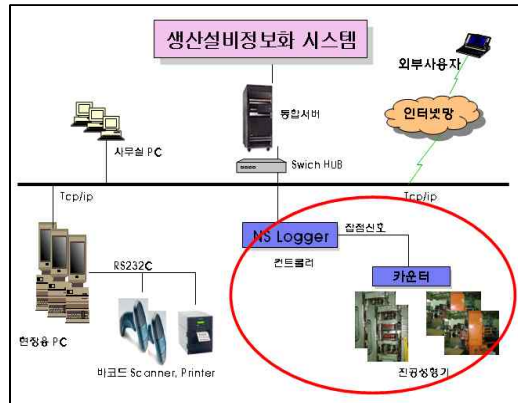 생산설비정보화 시스템
외부사용자
통합서버
인터넷망
사무실 PC
Swich HUB
Tcp/ip
Tcp/ip
NS Logger
접점신호
컨트롤러
RS232C
카운터
현장용 PC
바코드 Scanner, Printer
진공성형기